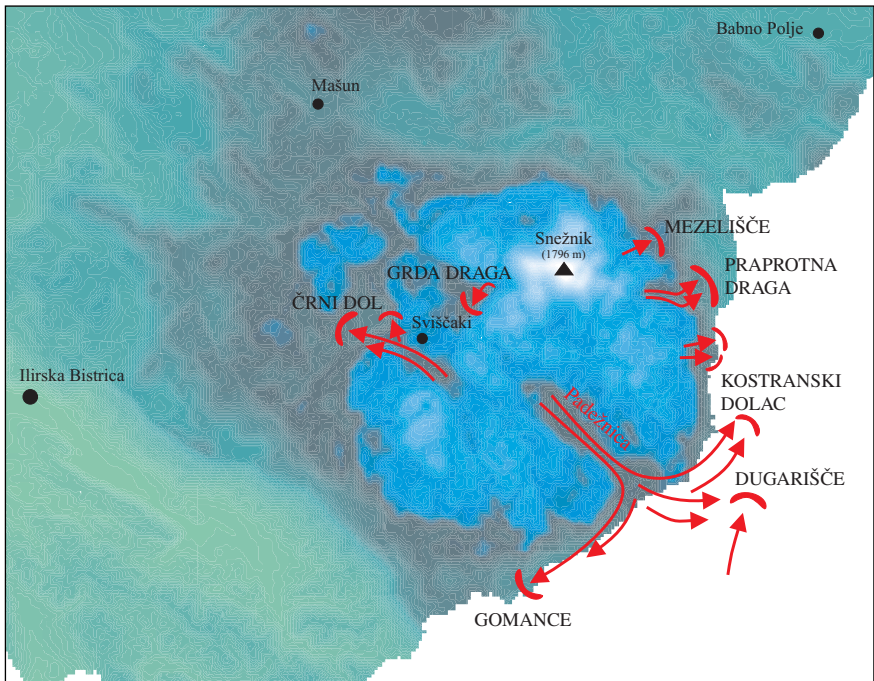 Babno Polje
Mašun
MEZELIŠČE
Snežnik
(1796 m)
PRAPROTNA
DRAGA
GRDA DRAGA
ČRNI DOL
Sviščaki
Ilirska Bistrica
KOSTRANSKI
DOLAC
Padežnica
DUGARIŠČE
GOMANCE